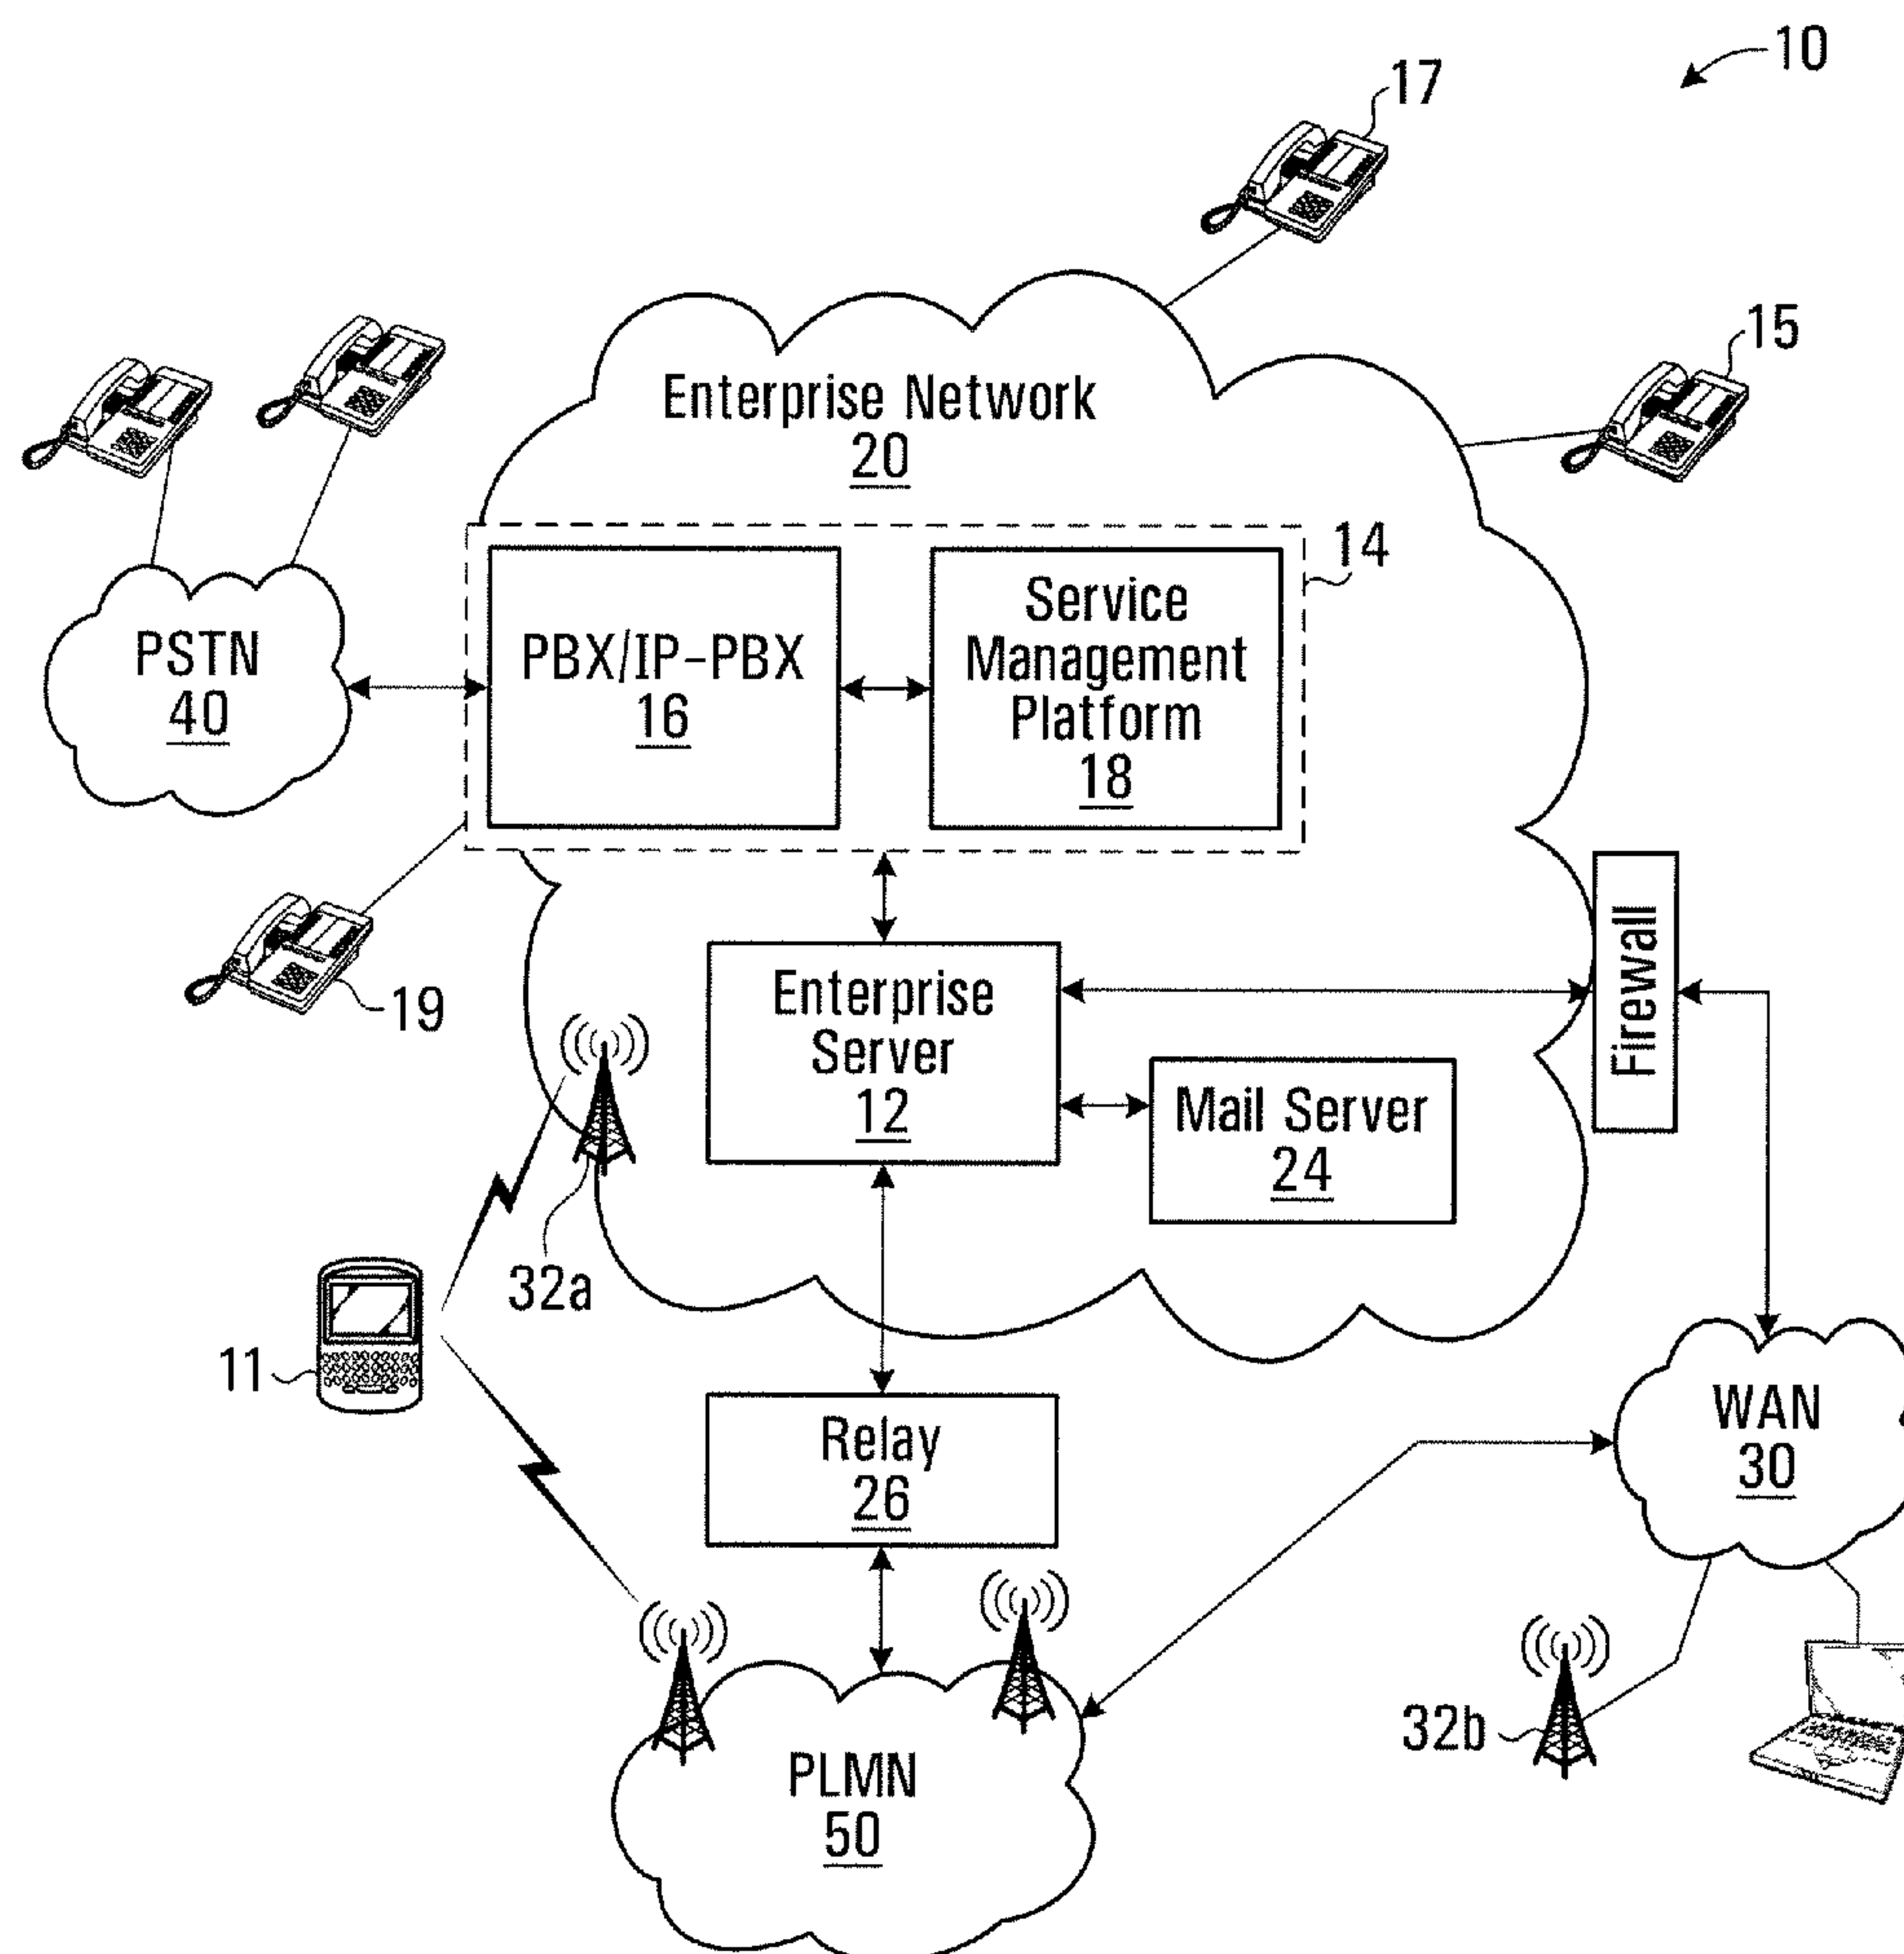 10
17
15
Enterprise Network
20
14
PBX/IP-PBX
16
Service
Management
Platform
18
PSTN
40
19
Enterprise
Server
12
Mail Server
24
Firewall
32a
11
Relay
26
WAN
30
32b
PLMN
50